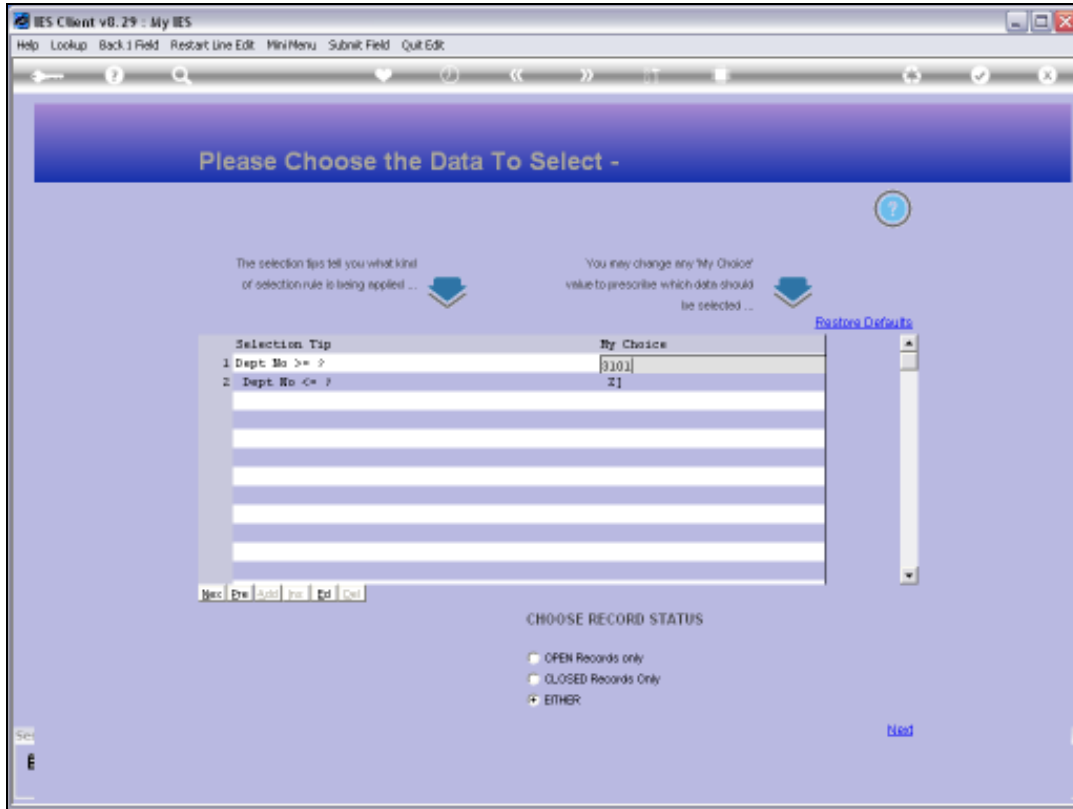 IES Client v8.29 : My IES
Help Lookup Back 1 Field Restart Line Edit MiniMenu Submit Field Quit Edit
Please Choose the Data To Select -
The selection tips tell you what kind
of selection rule is being applied ...
You may change any 'My Choice'
value to prescribe which data should
be selected ...
Restore Defaults
Selection Tip My Choice
1 Dept No >= ? 3101
2 Dept No <= ? Z]
Nex Pre Add Ins Ed Del
CHOOSE RECORD STATUS
OPEN Records only
CLOSED Records Only
EITHER
Next